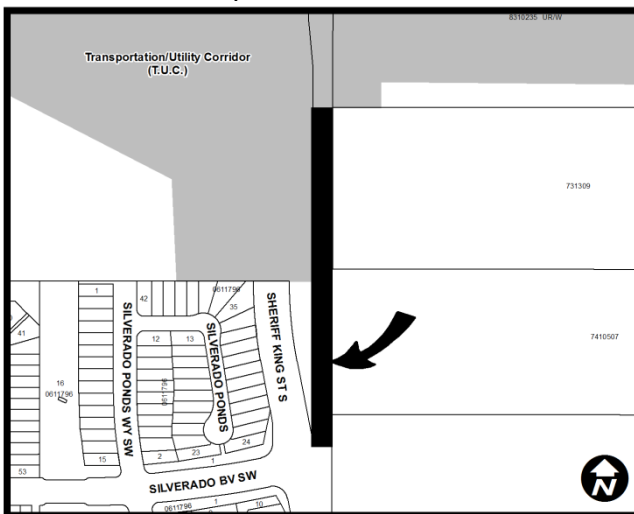 8310235 UR/W
Transportation/Utility Corridor
(T.U.C.)
731309
7410507
1
42
0611796
35
41
12
13
16
0611796
0611796
SILVERADO PONDS WY SW
SILVERADO PONDS
SHERIFF KING ST S
53
15
2
23
24
1
SILVERADO BV SW
0611796
1
10
N